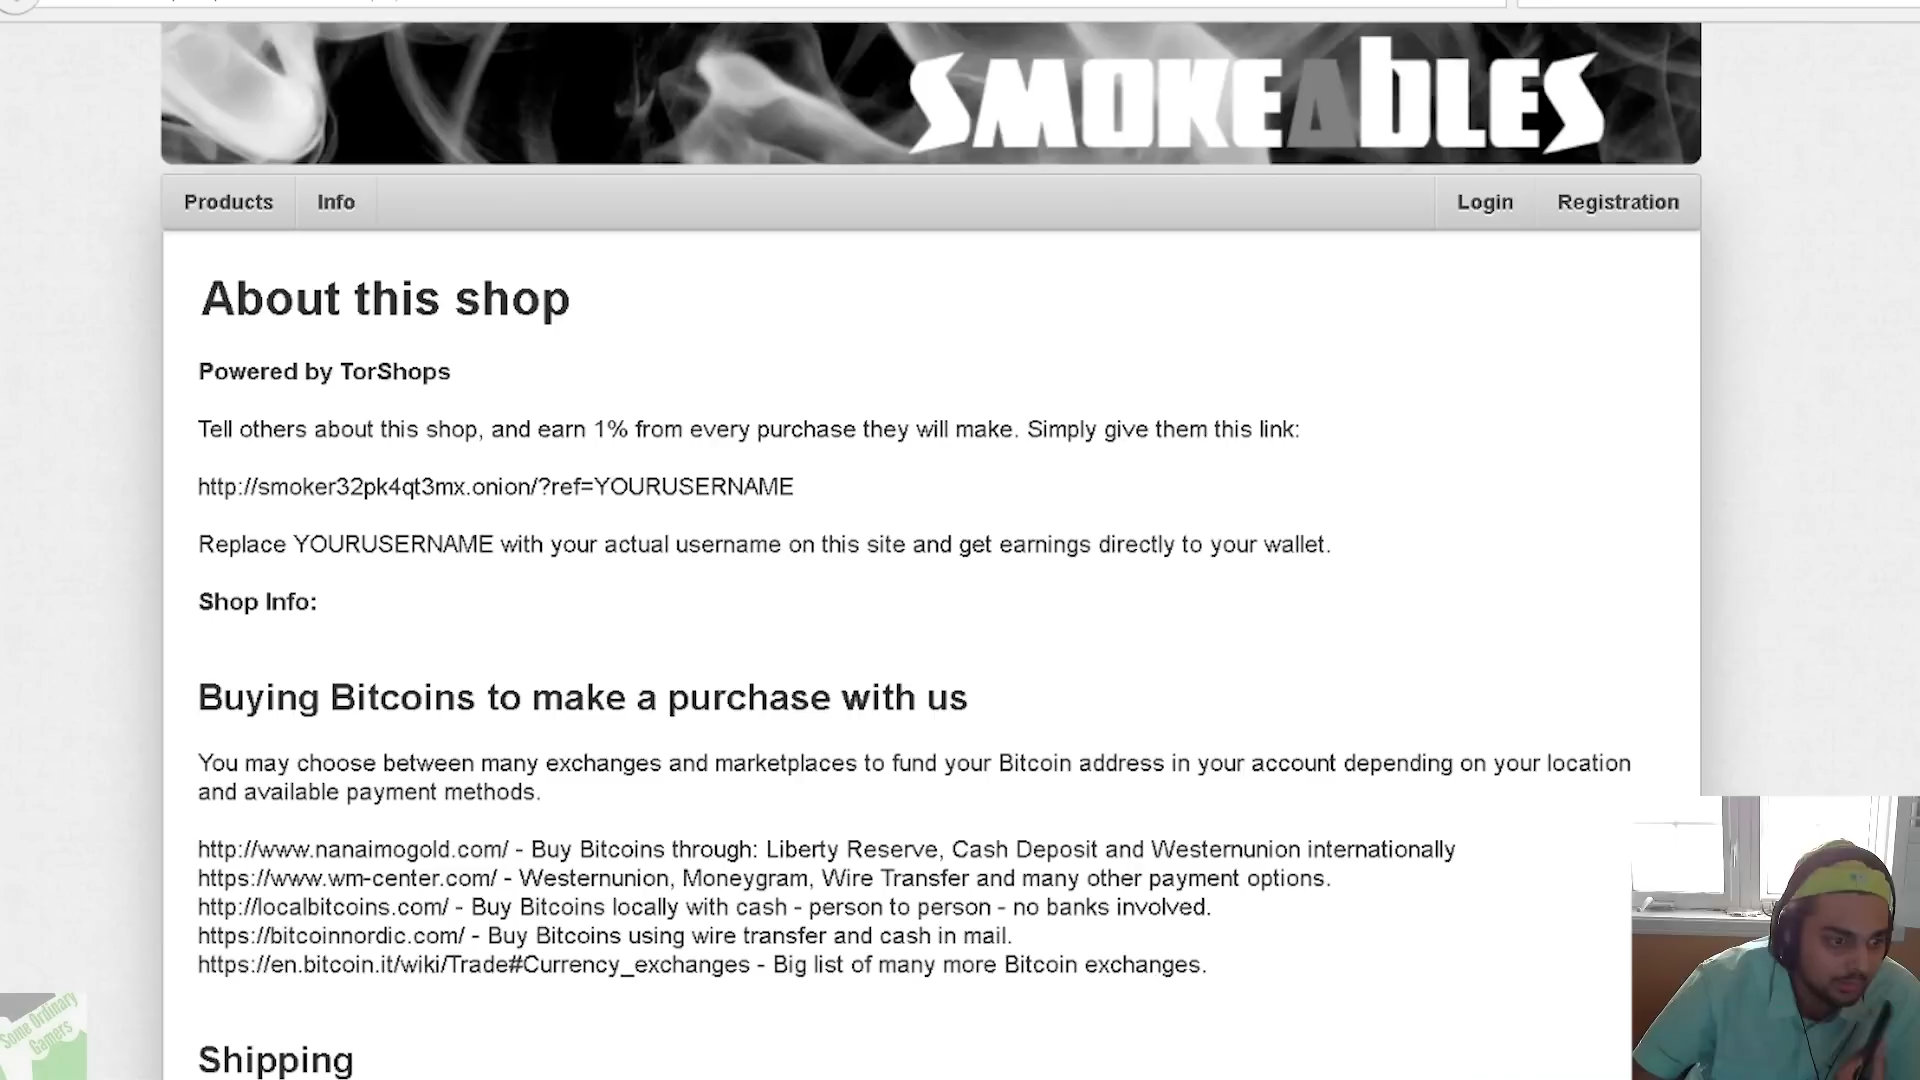 SMOKEAbLES
Products Info Login Registration
About this shop
Powered by TorShops
Tell others about this shop, and earn 1% from every purchase they will make. Simply give them this link:
http://smoker32pk4qt3mx.onion/?ref=YOURUSERNAME
Replace YOURUSERNAME with your actual username on this site and get earnings directly to your wallet.
Shop Info:
Buying Bitcoins to make a purchase with us
You may choose between many exchanges and marketplaces to fund your Bitcoin address in your account depending on your location
and available payment methods.
http://www.nanaimogold.com/ - Buy Bitcoins through: Liberty Reserve, Cash Deposit and Westernunion internationally
https://www.wm-center.com/ - Westernunion, Moneygram, Wire Transfer and many other payment options.
http://localbitcoins.com/ - Buy Bitcoins locally with cash - person to person - no banks involved.
https://bitcoinnordic.com/ - Buy Bitcoins using wire transfer and cash in mail.
https://en.bitcoin.it/wiki/Trade#Currency_exchanges - Big list of many more Bitcoin exchanges.
Some Ordinary
Gamers
Shipping